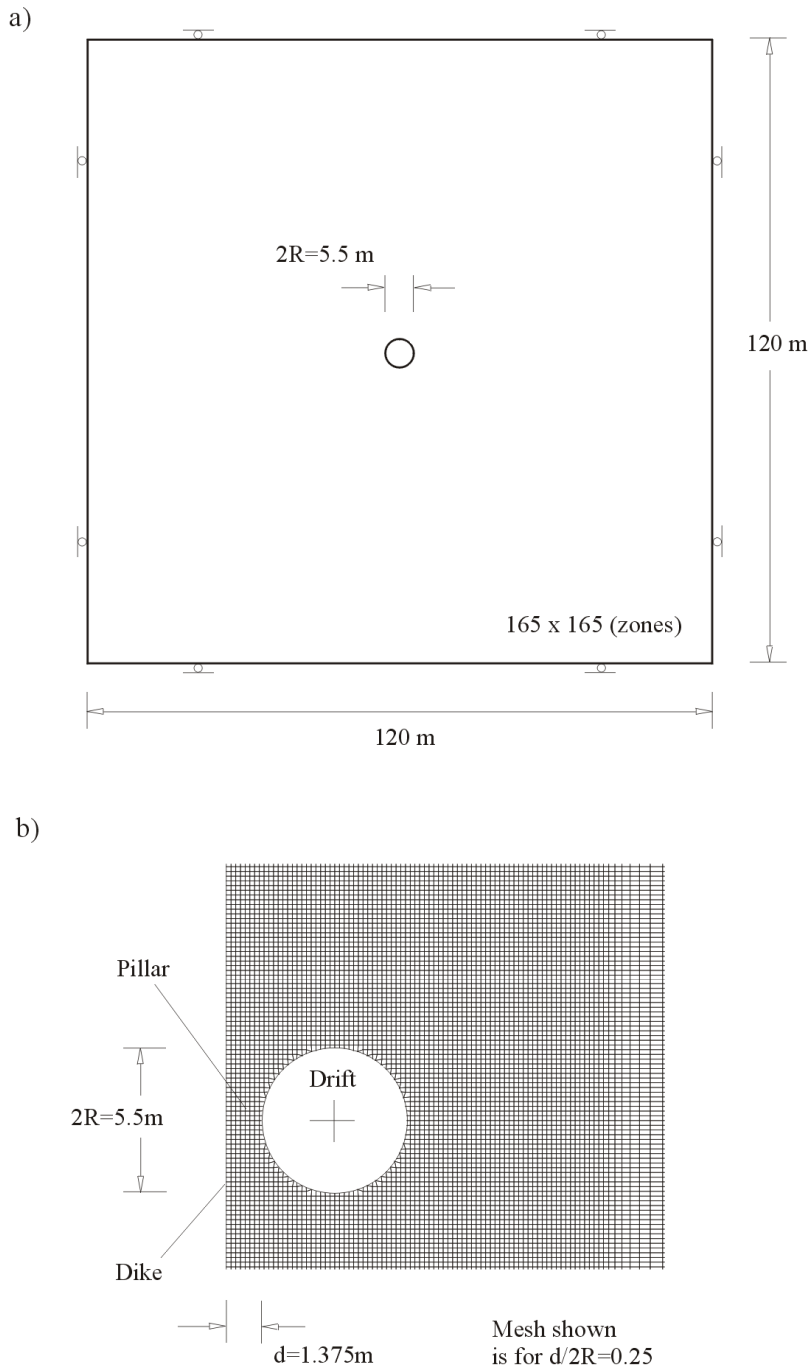 a)
2R=5.5 m
120 m
165 x 165 (zones)
120 m
b)
Pillar
Drift
2R=5.5m
Dike
Mesh shown
d=1.375m
is for d/2R=0.25